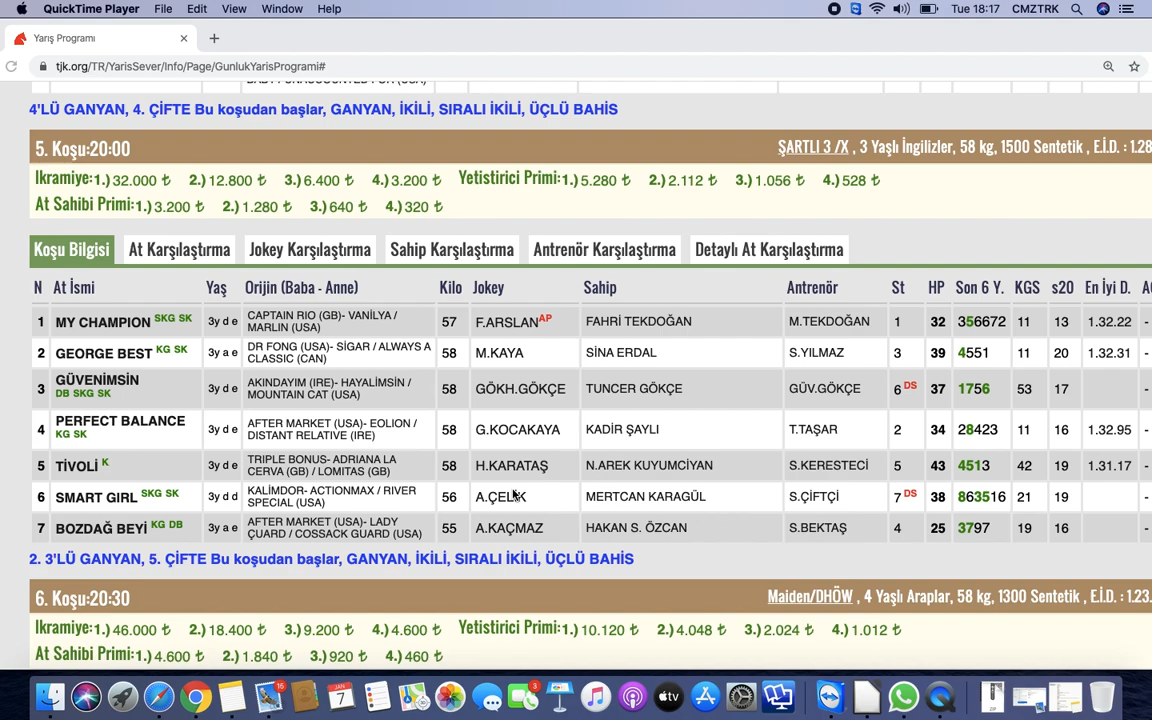 QuickTime Player File Edit View Window Help Tue 18:17 CMZTRK
Yarış Programı
tjk.org/TR/YarisSever/Info/Page/GunlukYarisProgrami#
4'LÜ GANYAN, 4. ÇİFTE Bu koşudan başlar, GANYAN, İKİLİ, SIRALI İKİLİ, ÜÇLÜ BAHİS
5. Koşu:20:00 ŞARTLI 3 /X , 3 Yaşlı İngilizler, 58 kg, 1500 Sentetik , E.İ.D. : 1.28
Ikramiye:1.) 32.000 ₺ 2.) 12.800 ₺ 3.) 6.400 ₺ 4.) 3.200 ₺ Yetistirici Primi:1.) 5.280 ₺ 2.) 2.112 ₺ 3.) 1.056 ₺ 4.) 528 ₺
At Sahibi Primi:1.) 3.200 ₺ 2.) 1.280 ₺ 3.) 640 ₺ 4.) 320 ₺
Koşu Bilgisi At Karşılaştırma Jokey Karşılaştırma Sahip Karşılaştırma Antrenör Karşılaştırma Detaylı At Karşılaştırma
N At İsmi Yaş Orijin (Baba - Anne) Kilo Jokey Sahip Antrenör St HP Son 6 Y. KGS s20 En İyi D.
1 MY CHAMPION SKG SK 3y d e CAPTAIN RIO (GB)- VANİLYA / MARLIN (USA) 57 F.ARSLAN AP FAHRİ TEKDOĞAN M.TEKDOĞAN 1 32 356672 11 13 1.32.22 -
2 GEORGE BEST KG SK 3y a e DR FONG (USA)- SİGAR / ALWAYS A CLASSIC (CAN) 58 M.KAYA SİNA ERDAL S.YILMAZ 3 39 4551 11 20 1.32.31 -
3 GÜVENİMSİN DB SKG SK 3y d e AKINDAYIM (IRE)- HAYALİMSİN / MOUNTAIN CAT (USA) 58 GÖKH.GÖKÇE TUNCER GÖKÇE GÜV.GÖKÇE 6 DS 37 1756 53 17 -
4 PERFECT BALANCE KG SK 3y d e AFTER MARKET (USA)- EOLION / DISTANT RELATIVE (IRE) 58 G.KOCAKAYA KADİR ŞAYLI T.TAŞAR 2 34 28423 11 16 1.32.95 -
5 TİVOLİ K 3y d e TRIPLE BONUS- ADRIANA LA CERVA (GB) / LOMITAS (GB) 58 H.KARATAŞ N.AREK KUYUMCİYAN S.KERESTECİ 5 43 4513 42 19 1.31.17 -
6 SMART GIRL SKG SK 3y d d KALİMDOR- ACTIONMAX / RIVER SPECIAL (USA) 56 A.ÇELİK MERTCAN KARAGÜL S.ÇİFTÇİ 7 DS 38 863516 21 19 -
7 BOZDAĞ BEYİ KG DB 3y a e AFTER MARKET (USA)- LADY ÇUARD / COSSACK GUARD (USA) 55 A.KAÇMAZ HAKAN S. ÖZCAN S.BEKTAŞ 4 25 3797 19 16 -
2. 3'LÜ GANYAN, 5. ÇİFTE Bu koşudan başlar, GANYAN, İKİLİ, SIRALI İKİLİ, ÜÇLÜ BAHİS
6. Koşu:20:30 Maiden/DHÖW , 4 Yaşlı Araplar, 58 kg, 1300 Sentetik , E.İ.D. : 1.23.
Ikramiye:1.) 46.000 ₺ 2.) 18.400 ₺ 3.) 9.200 ₺ 4.) 4.600 ₺ Yetistirici Primi:1.) 10.120 ₺ 2.) 4.048 ₺ 3.) 2.024 ₺ 4.) 1.012 ₺
At Sahibi Primi:1.) 4.600 ₺ 2.) 1.840 ₺ 3.) 920 ₺ 4.) 460 ₺
16 JAN 7 3 tv